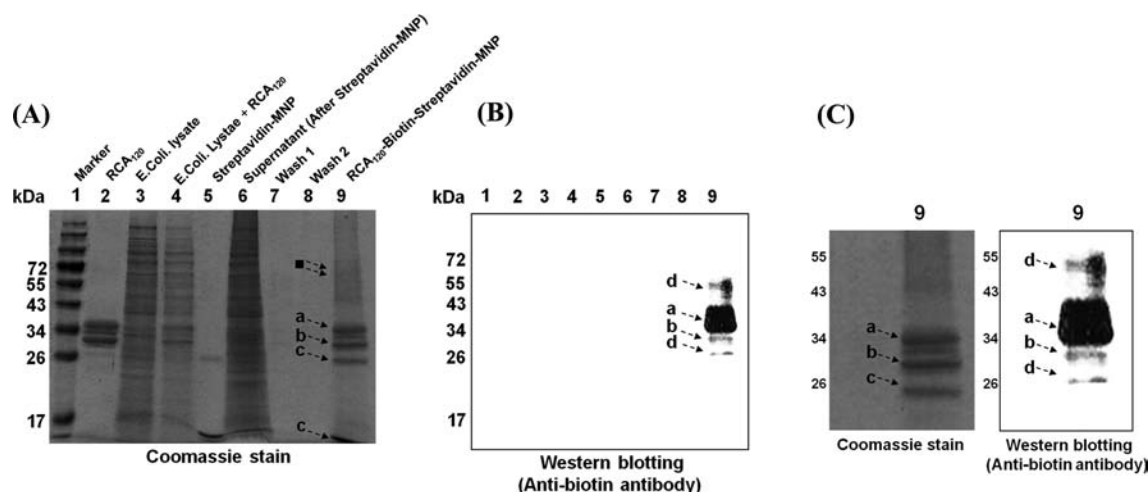 (A)
Marker
RCA120
E.Coli. lysate
E.Coli. Lystae + RCA120
Streptavidin-MNP
Supernatant (After Streptavidin-MNP)
Wash 1
Wash 2
RCA120-Biotin-Streptavidin-MNP
kDa 1 2 3 4 5 6 7 8 9
72
55
43
34
26
17
a
b
c
c
Coomassie stain
(B)
kDa 1 2 3 4 5 6 7 8 9
72
55
43
34
26
17
d
a
b
d
Western blotting
(Anti-biotin antibody)
(C)
9
55
43
34
26
a
b
c
Coomassie stain
9
55
43
34
26
d
a
b
d
Western blotting
(Anti-biotin antibody)